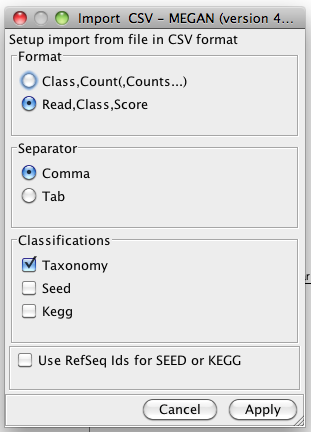 Import CSV – MEGAN (version 4...
Setup import from file in CSV format
Format
Class,Count(,Counts...)
Read,Class,Score
Separator
Comma
Tab
Classifications
Taxonomy
Seed
Kegg
Use RefSeq Ids for SEED or KEGG
Cancel Apply